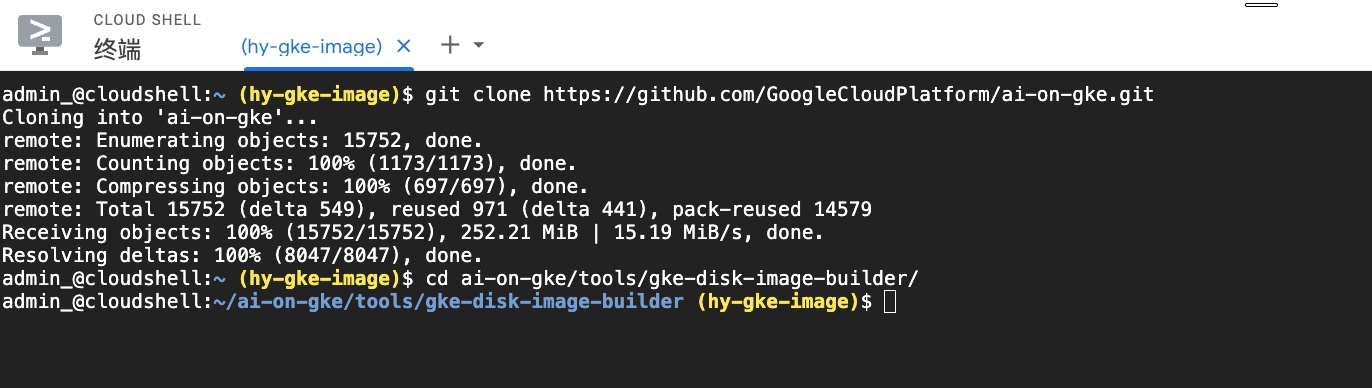 CLOUD SHELL
终端
(hy-gke-image)
admin_@cloudshell:~ (hy-gke-image)$ git clone https://github.com/GoogleCloudPlatform/ai-on-gke.git
Cloning into 'ai-on-gke'...
remote: Enumerating objects: 15752, done.
remote: Counting objects: 100% (1173/1173), done.
remote: Compressing objects: 100% (697/697), done.
remote: Total 15752 (delta 549), reused 971 (delta 441), pack-reused 14579
Receiving objects: 100% (15752/15752), 252.21 MiB | 15.19 MiB/s, done.
Resolving deltas: 100% (8047/8047), done.
admin_@cloudshell:~ (hy-gke-image)$ cd ai-on-gke/tools/gke-disk-image-builder/
admin_@cloudshell:~/ai-on-gke/tools/gke-disk-image-builder (hy-gke-image)$